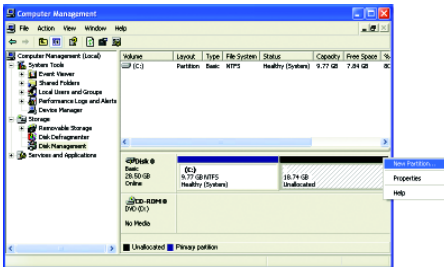 Computer Management
File Action View Window Help
Computer Management (Local)
System Tools
Event Viewer
Shared Folders
Local Users and Groups
Performance Logs and Alerts
Device Manager
Storage
Removable Storage
Disk Defragmenter
Disk Management
Services and Applications
Volume Layout Type File System Status Capacity Free Space %
(C:) Partition Basic NTFS Healthy (System) 9.77 GB 7.84 GB 80
Disk 0
Basic
28.50 GB
Online
(C:)
9.77 GB NTFS
Healthy (System)
18.74 GB
Unallocated
CD-ROM 0
DVD (D:)
No Media
Unallocated Primary partition
New Partition...
Properties
Help